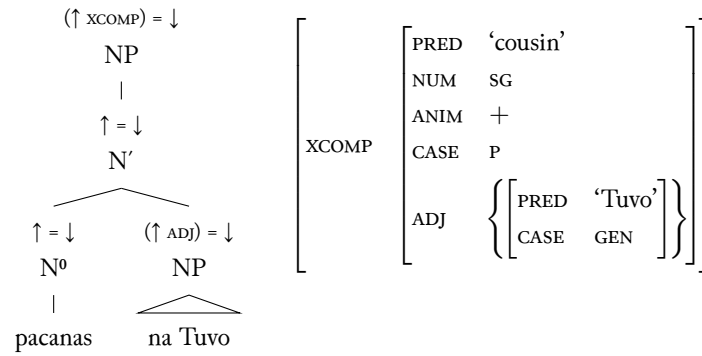 (↑ XCOMP) = ↓
NP
↑ = ↓
N′
↑ = ↓ (↑ ADJ) = ↓
N⁰ NP
pacanas na Tuvo
XCOMP
PRED ‘cousin’
NUM SG
ANIM +
CASE P
ADJ
PRED ‘Tuvo’
CASE GEN